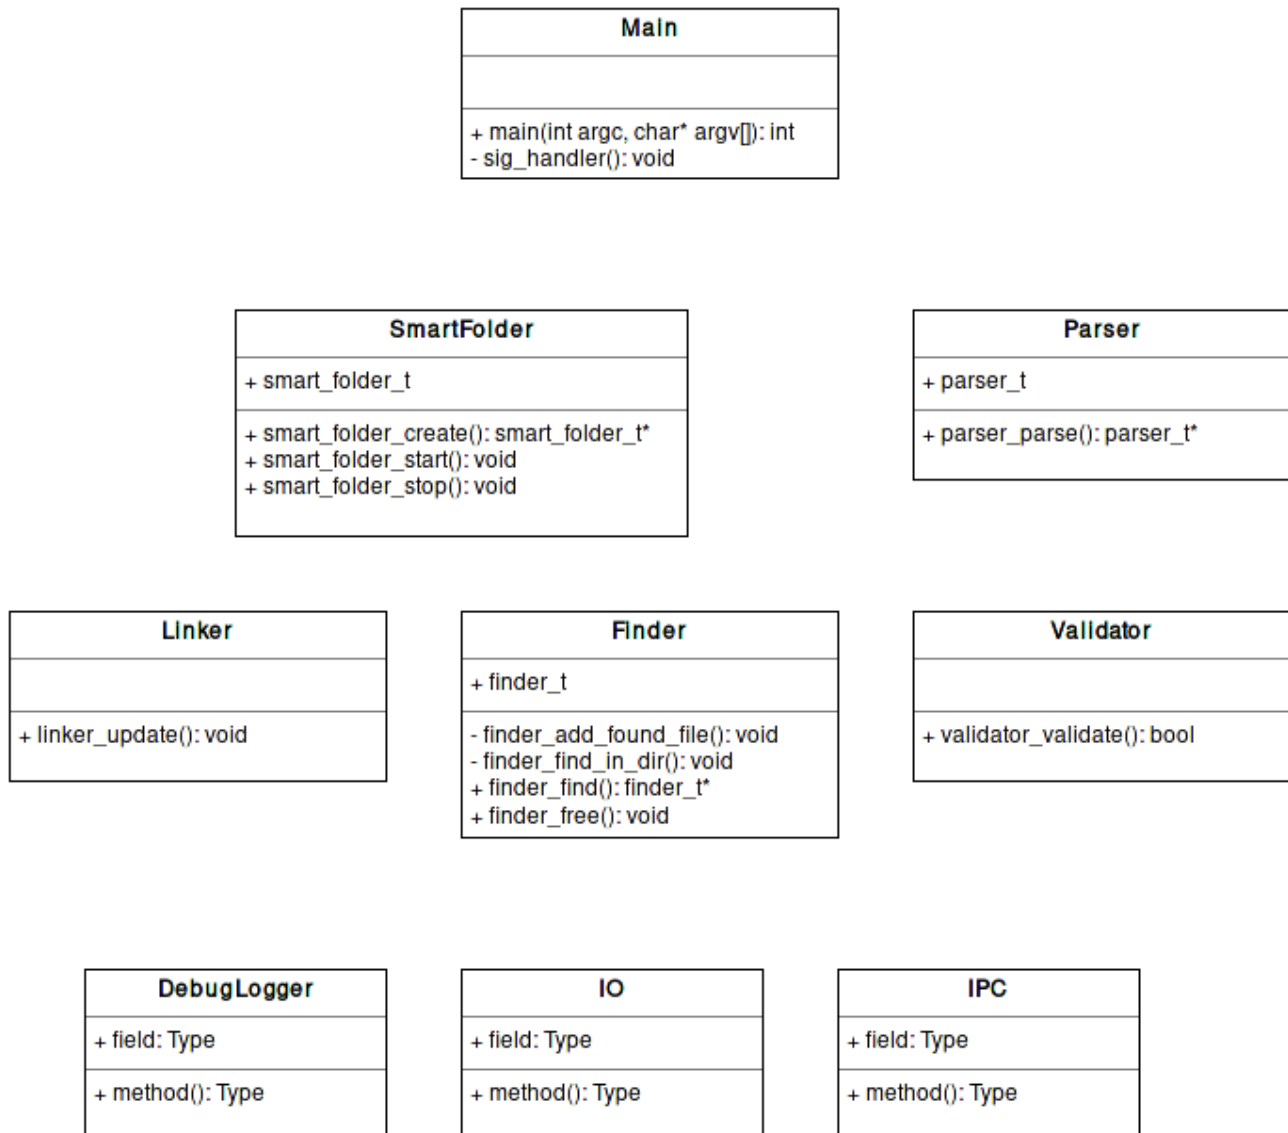 Main
+ main(int argc, char* argv[]): int
- sig_handler(): void
SmartFolder
+ smart_folder_t
+ smart_folder_create(): smart_folder_t*
+ smart_folder_start(): void
+ smart_folder_stop(): void
Parser
+ parser_t
+ parser_parse(): parser_t*
Linker
+ linker_update(): void
Finder
+ finder_t
- finder_add_found_file(): void
- finder_find_in_dir(): void
+ finder_find(): finder_t*
+ finder_free(): void
Validator
+ validator_validate(): bool
DebugLogger
+ field: Type
+ method(): Type
IO
+ field: Type
+ method(): Type
IPC
+ field: Type
+ method(): Type